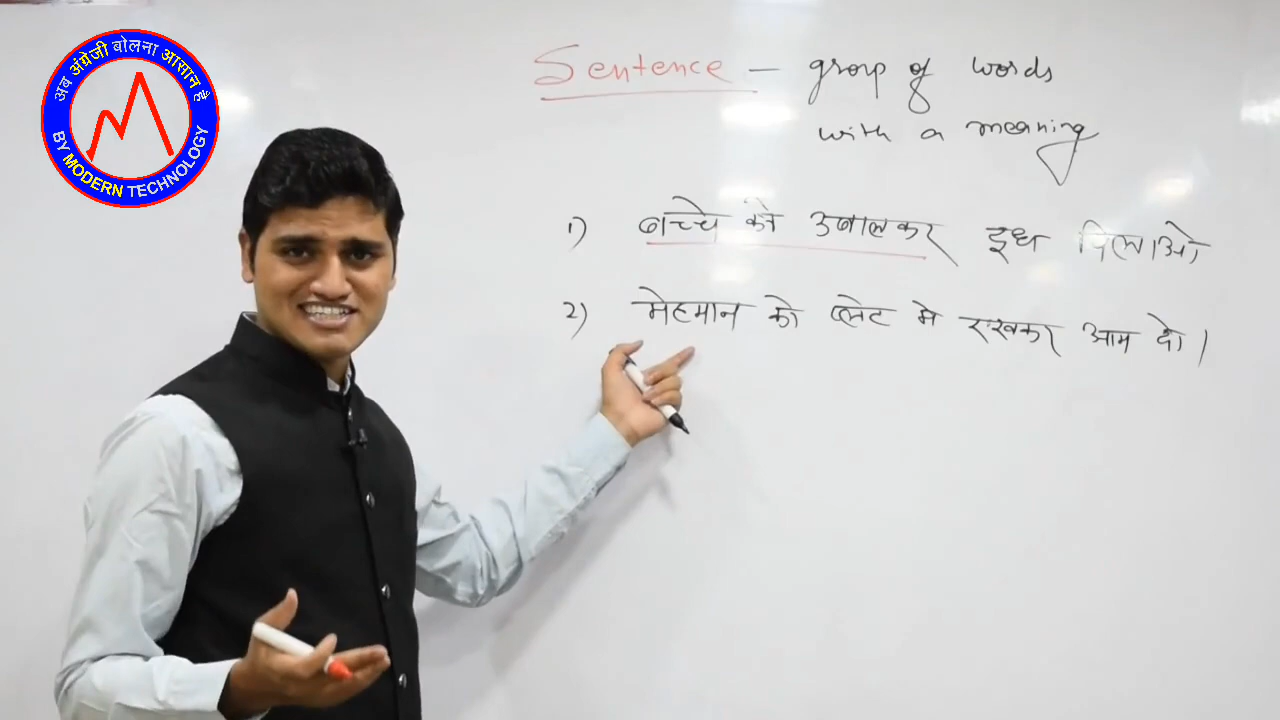 अब अंग्रेजी बोलना आसान है
BY MODERN TECHNOLOGY
Sentence – group of words
with a meaning
1) बच्चे को उबालकर दुध पिलाओ
2) मेहमान को प्लेट मे रखकर आम दो।